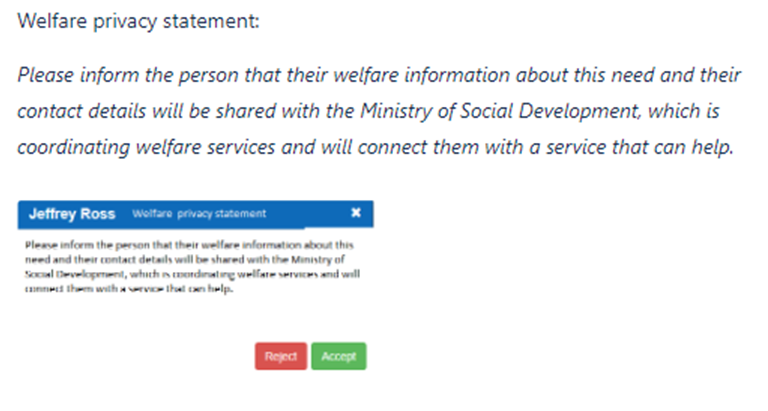 Welfare privacy statement:
Please inform the person that their welfare information about this need and their
contact details will be shared with the Ministry of Social Development, which is
coordinating welfare services and will connect them with a service that can help.
Jeffrey Ross Welfare privacy statement ×
Please inform the person that their welfare information about this
need and their contact details will be shared with the Ministry of
Social Development, which is coordinating welfare services and will
connect them with a service that can help.
Reject Accept